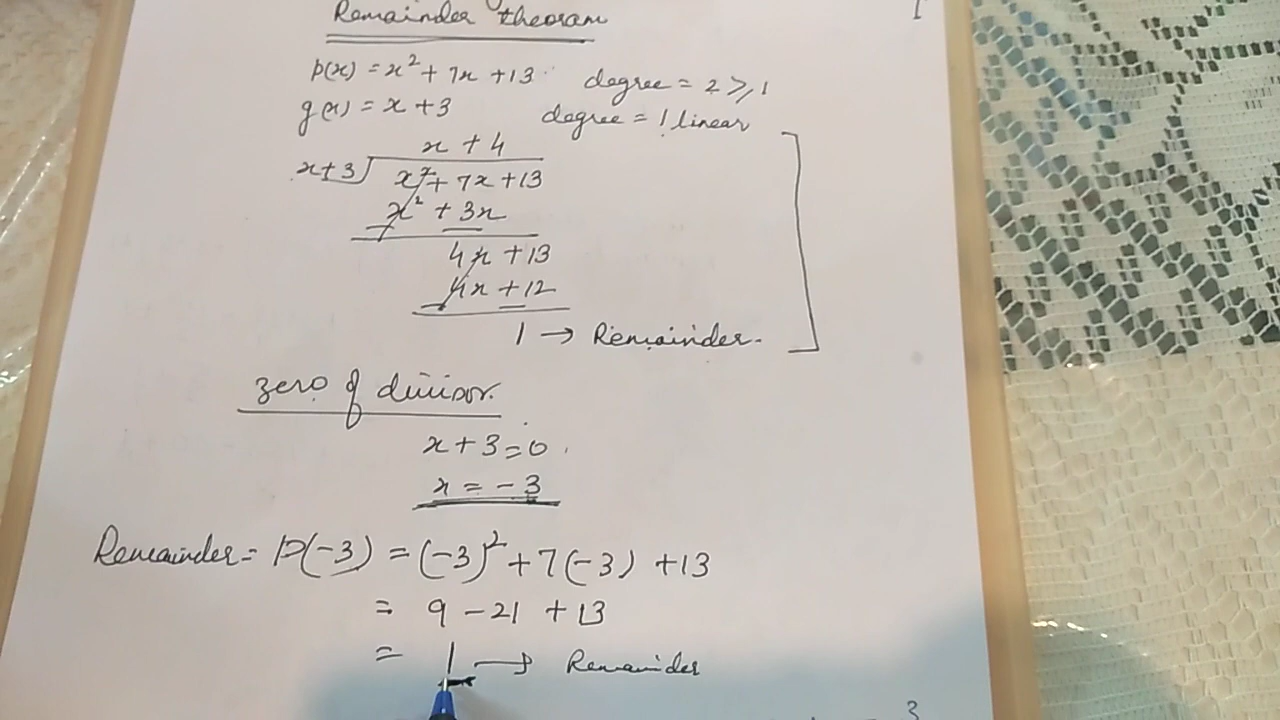 Remainder theoram
p(x) = x² + 7x + 13 degree = 2 ≥ 1
g(x) = x + 3 degree = 1 linear
x + 4
x+3 x² + 7x + 13
x² + 3x
4x + 13
4x + 12
1 → Remainder.
zero of divisor.
x + 3 = 0
x = -3
Remainder = P(-3) = (-3)² + 7(-3) + 13
= 9 - 21 + 13
= 1 → Remainder
3